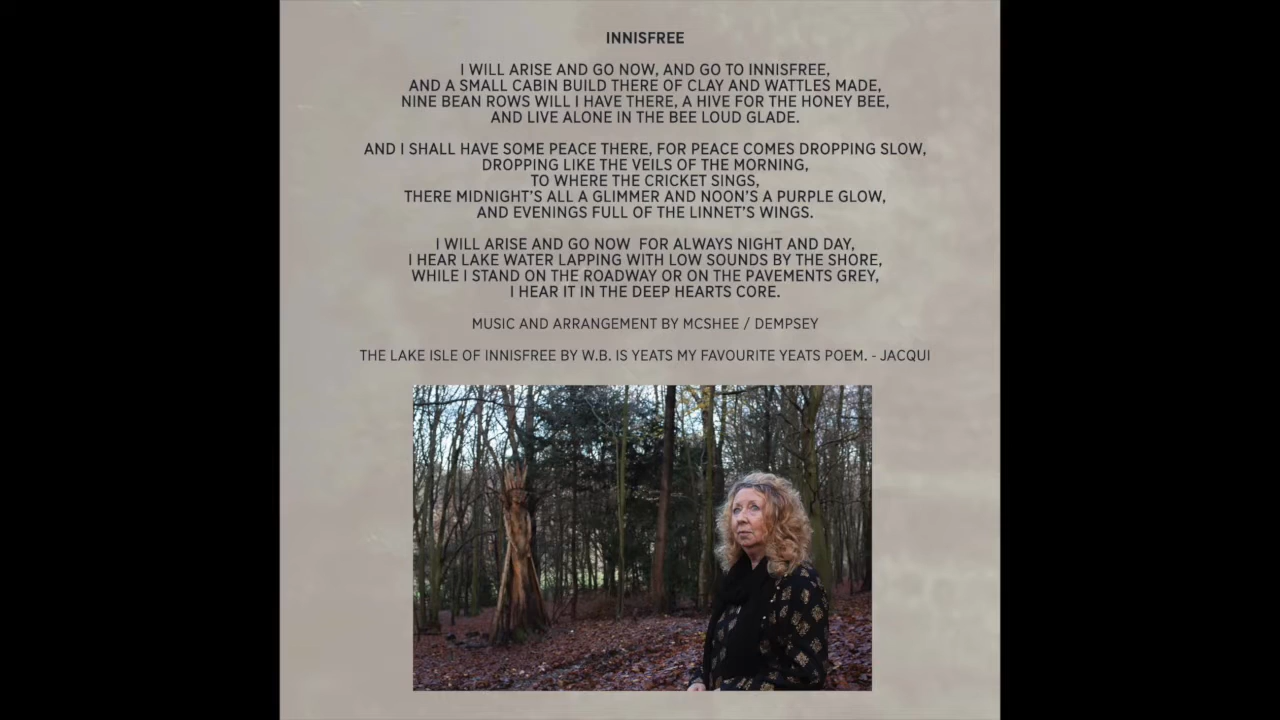 INNISFREE
I WILL ARISE AND GO NOW, AND GO TO INNISFREE,
AND A SMALL CABIN BUILD THERE OF CLAY AND WATTLES MADE,
NINE BEAN ROWS WILL I HAVE THERE, A HIVE FOR THE HONEY BEE,
AND LIVE ALONE IN THE BEE LOUD GLADE.
AND I SHALL HAVE SOME PEACE THERE, FOR PEACE COMES DROPPING SLOW,
DROPPING LIKE THE VEILS OF THE MORNING,
TO WHERE THE CRICKET SINGS,
THERE MIDNIGHT'S ALL A GLIMMER AND NOON'S A PURPLE GLOW,
AND EVENINGS FULL OF THE LINNET'S WINGS.
I WILL ARISE AND GO NOW  FOR ALWAYS NIGHT AND DAY,
I HEAR LAKE WATER LAPPING WITH LOW SOUNDS BY THE SHORE,
WHILE I STAND ON THE ROADWAY OR ON THE PAVEMENTS GREY,
I HEAR IT IN THE DEEP HEARTS CORE.
MUSIC AND ARRANGEMENT BY MCSHEE / DEMPSEY
THE LAKE ISLE OF INNISFREE BY W.B. IS YEATS MY FAVOURITE YEATS POEM. - JACQUI